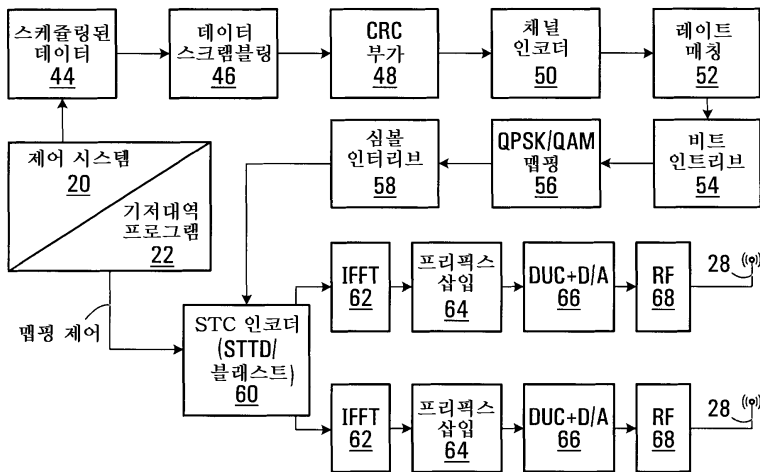 스케쥴링된
데이터
44
데이터
스크램블링
46
CRC
부가
48
채널
인코더
50
레이트
매칭
52
제어 시스템
20
기저대역
프로그램
22
심볼
인터리브
58
QPSK/QAM
맵핑
56
비트
인트리브
54
맵핑 제어
STC 인코더
(STTD/
블래스트)
60
IFFT
62
프리픽스
삽입
64
DUC+D/A
66
RF
68
28
IFFT
62
프리픽스
삽입
64
DUC+D/A
66
RF
68
28